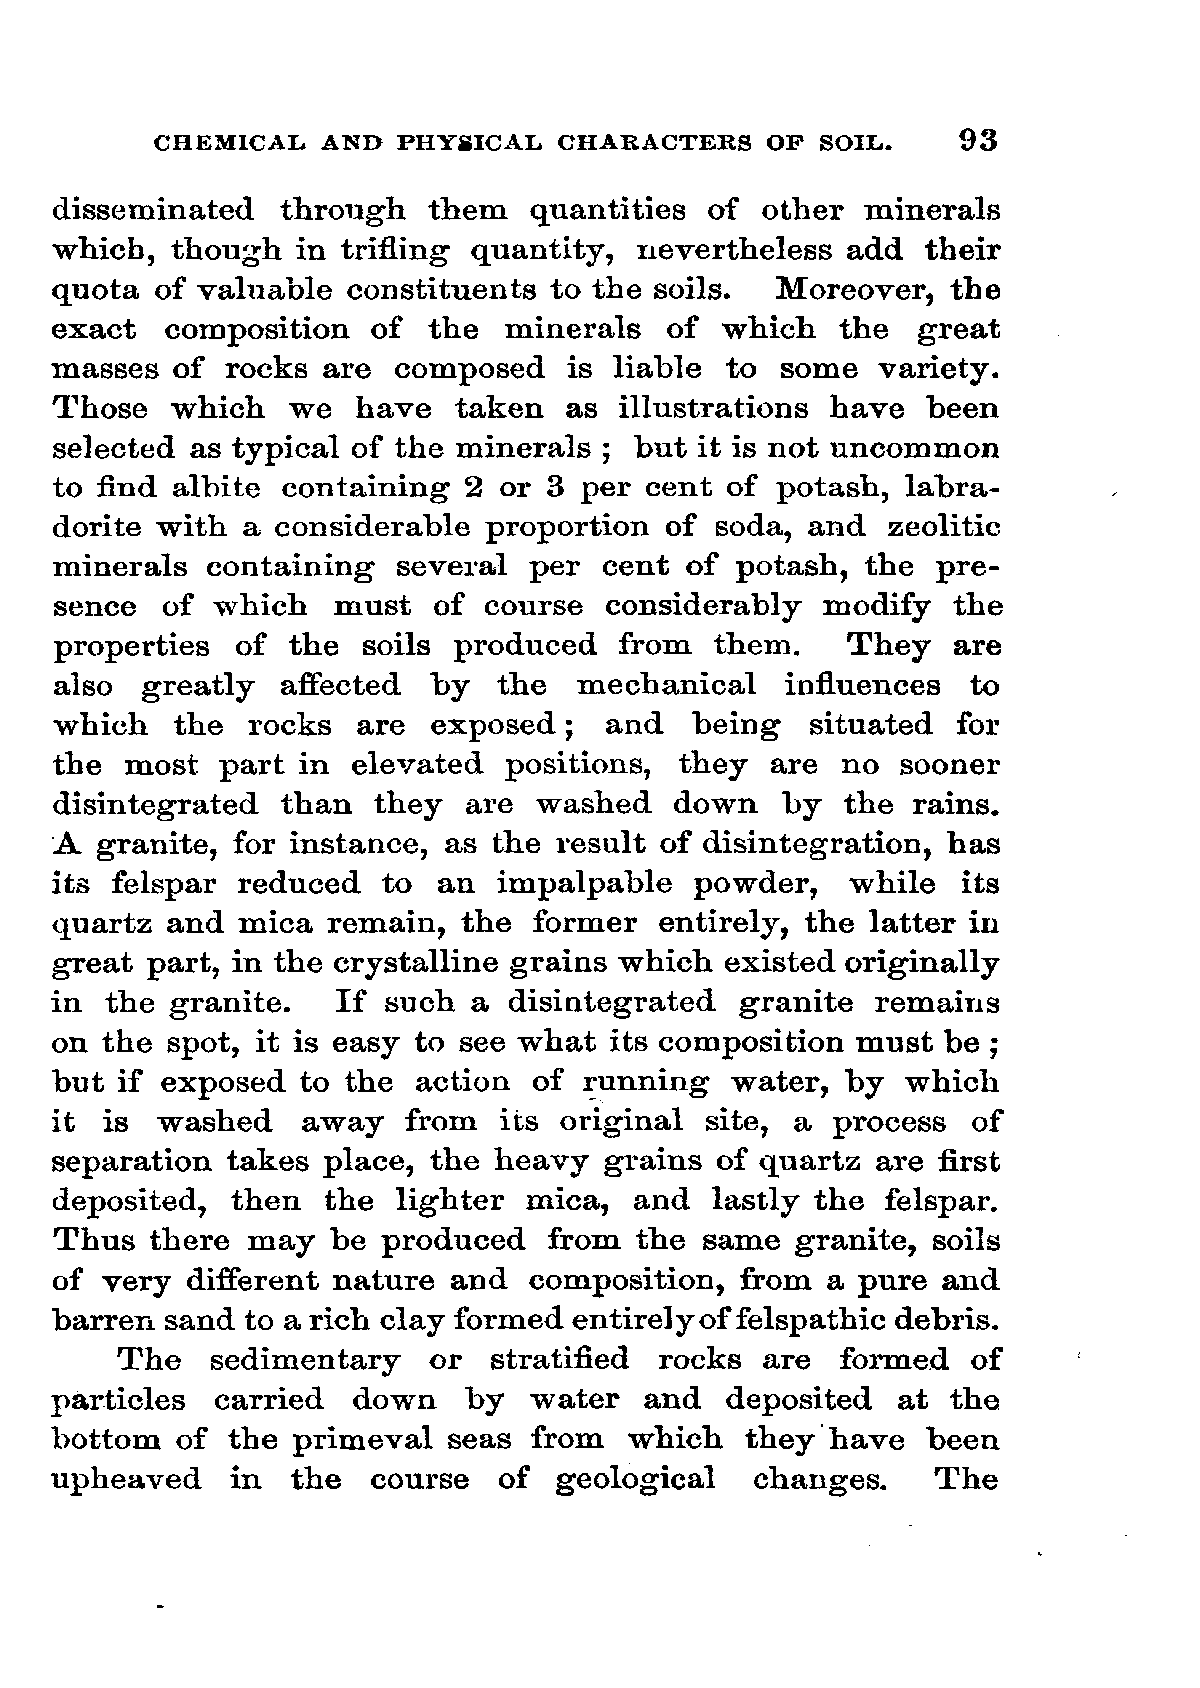 CHEMICAL AND PHYSICAL CHARACTERS OF SOIL. 93
disseminated through them quantities of other minerals
which, though in trifling quantity, nevertheless add their
quota of valuable constituents to the soils. Moreover, the
exact composition of the minerals of which the great
masses of rocks are composed is liable to some variety.
Those which we have taken as illustrations have been
selected as typical of the minerals ; but it is not uncommon
to find albite containing 2 or 3 per cent of potash, labra-
dorite with a considerable proportion of soda, and zeolitic
minerals containing several per cent of potash, the pre-
sence of which must of course considerably modify the
properties of the soils produced from them. They are
also greatly affected by the mechanical influences to
which the rocks are exposed ; and being situated for
the most part in elevated positions, they are no sooner
disintegrated than they are washed down by the rains.
A granite, for instance, as the result of disintegration, has
its felspar reduced to an impalpable powder, while its
quartz and mica remain, the former entirely, the latter in
great part, in the crystalline grains which existed originally
in the granite. If such a disintegrated granite remains
on the spot, it is easy to see what its composition must be ;
but if exposed to the action of running water, by which
it is washed away from its original site, a process of
separation takes place, the heavy grains of quartz are first
deposited, then the lighter mica, and lastly the felspar.
Thus there may be produced from the same granite, soils
of very different nature and composition, from a pure and
barren sand to a rich clay formed entirely of felspathic debris.
The sedimentary or stratified rocks are formed of
particles carried down by water and deposited at the
bottom of the primeval seas from which they have been
upheaved in the course of geological changes. The